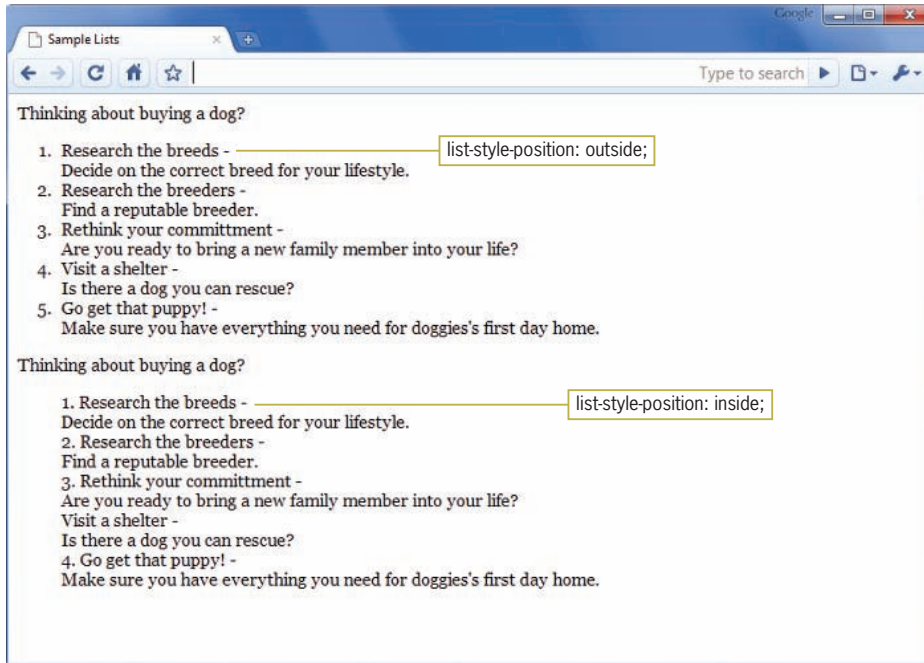 Google
Sample Lists
Type to search
Thinking about buying a dog?
1. Research the breeds -
list-style-position: outside;
Decide on the correct breed for your lifestyle.
2. Research the breeders -
Find a reputable breeder.
3. Rethink your committment -
Are you ready to bring a new family member into your life?
4. Visit a shelter -
Is there a dog you can rescue?
5. Go get that puppy! -
Make sure you have everything you need for doggies's first day home.
Thinking about buying a dog?
1. Research the breeds -
list-style-position: inside;
Decide on the correct breed for your lifestyle.
2. Research the breeders -
Find a reputable breeder.
3. Rethink your committment -
Are you ready to bring a new family member into your life?
Visit a shelter -
Is there a dog you can rescue?
4. Go get that puppy! -
Make sure you have everything you need for doggies's first day home.